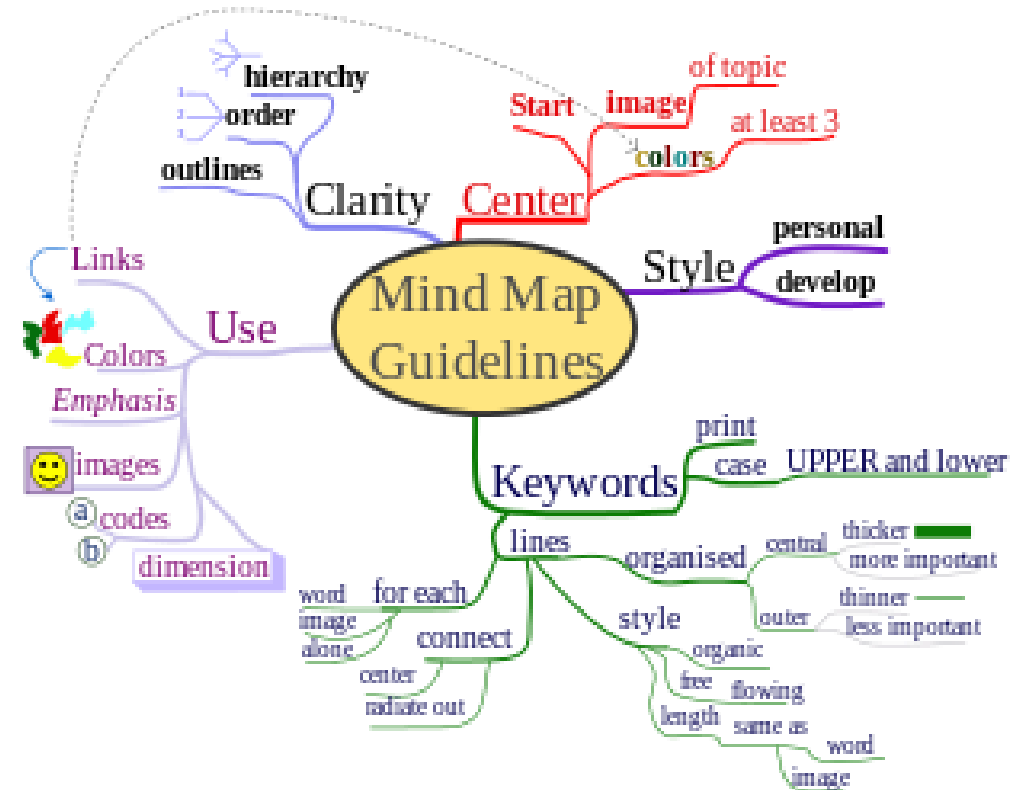 Mind Map
Guidelines
Center
Start
image
of topic
colors
at least 3
Style
personal
develop
Keywords
print
case
UPPER and lower
lines
organised
central
thicker
more important
outer
thinner
less important
style
organic
free
flowing
length
same as
word
image
connect
center
radiate out
for each
word
image
alone
Use
Links
Colors
Emphasis
images
codes
a
b
dimension
Clarity
hierarchy
order
1
2
3
outlines